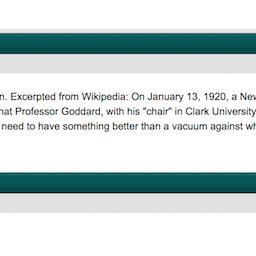 n. Excerpted from Wikipedia: On January 13, 1920, a New
hat Professor Goddard, with his "chair" in Clark University
need to have something better than a vacuum against wh